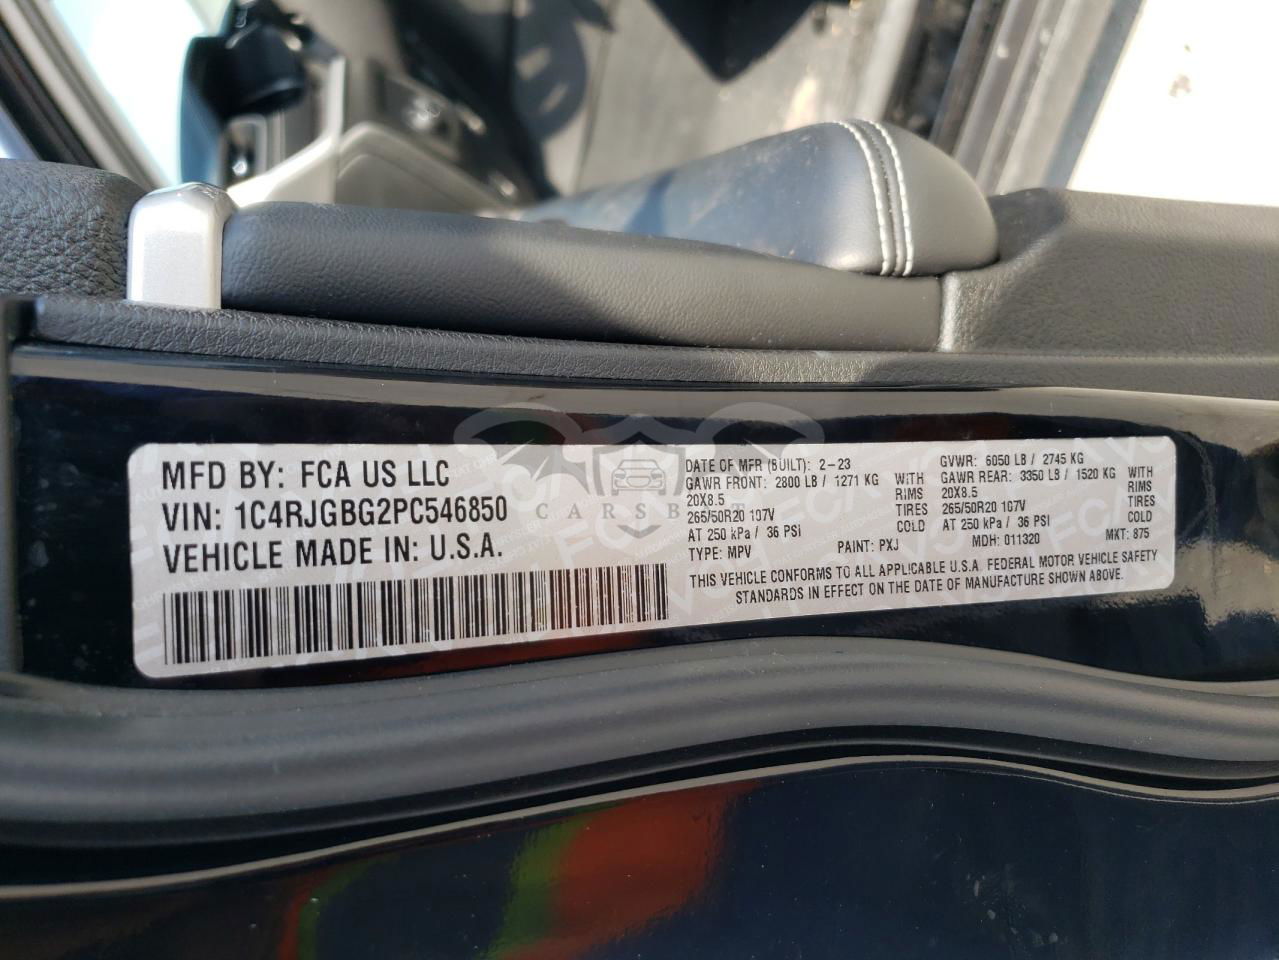 MFD BY: FCA US LLC
VIN: 1C4RJGBG2PC546850
VEHICLE MADE IN: U.S.A.
CARSB
DATE OF MFR (BUILT): 2-23
GAWR FRONT: 2800 LB / 1271 KG WITH
20X8.5 RIMS
265/50R20 107V TIRES
AT 250 kPa / 36 PSI COLD
TYPE: MPV PAINT: PXJ
GVWR: 6050 LB / 2745 KG
GAWR REAR: 3350 LB / 1520 KG WITH
20X8.5 RIMS
265/50R20 107V TIRES
AT 250 kPa / 36 PSI COLD
MDH: 011320 MKT: 875
THIS VEHICLE CONFORMS TO ALL APPLICABLE U.S.A. FEDERAL MOTOR VEHICLE SAFETY
STANDARDS IN EFFECT ON THE DATE OF MANUFACTURE SHOWN ABOVE.